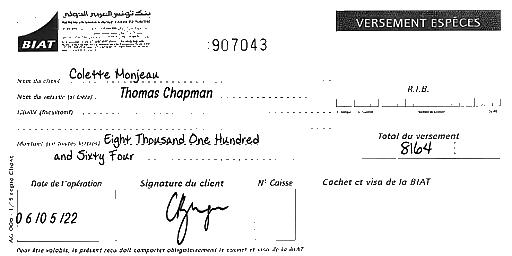 بنك تونس العربي الدولي
BIAT
VERSEMENT ESPÈCES
907043
Nom du client Colette Monjeau
Nom du remettant (si tiers) Thomas Chapman
R.I.B.
Libellé (facultatif)
Montant (en toutes lettres) Eight Thousand One Hundred
and Sixty Four
Total du versement
8164
Date de l'opération
Signature du client
N° Caisse
Cachet et visa de la BIAT
06/05/22
Pour être valable, le présent reçu doit comporter obligatoirement le cachet et visa de la BIAT